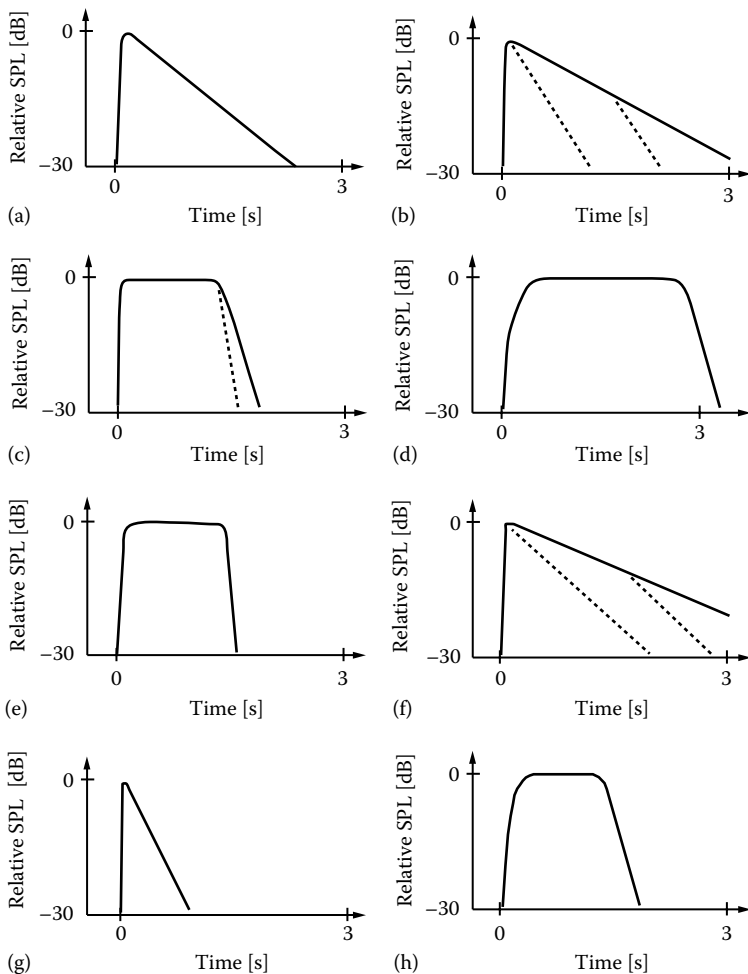 Relative SPL [dB]
0
−30
0
3
Time [s]
(a)
Relative SPL [dB]
0
−30
0
3
Time [s]
(b)
Relative SPL [dB]
0
−30
0
3
Time [s]
(c)
Relative SPL [dB]
0
−30
0
3
Time [s]
(d)
Relative SPL [dB]
0
−30
0
3
Time [s]
(e)
Relative SPL [dB]
0
−30
0
3
Time [s]
(f)
Relative SPL [dB]
0
−30
0
3
Time [s]
(g)
Relative SPL [dB]
0
−30
0
3
Time [s]
(h)